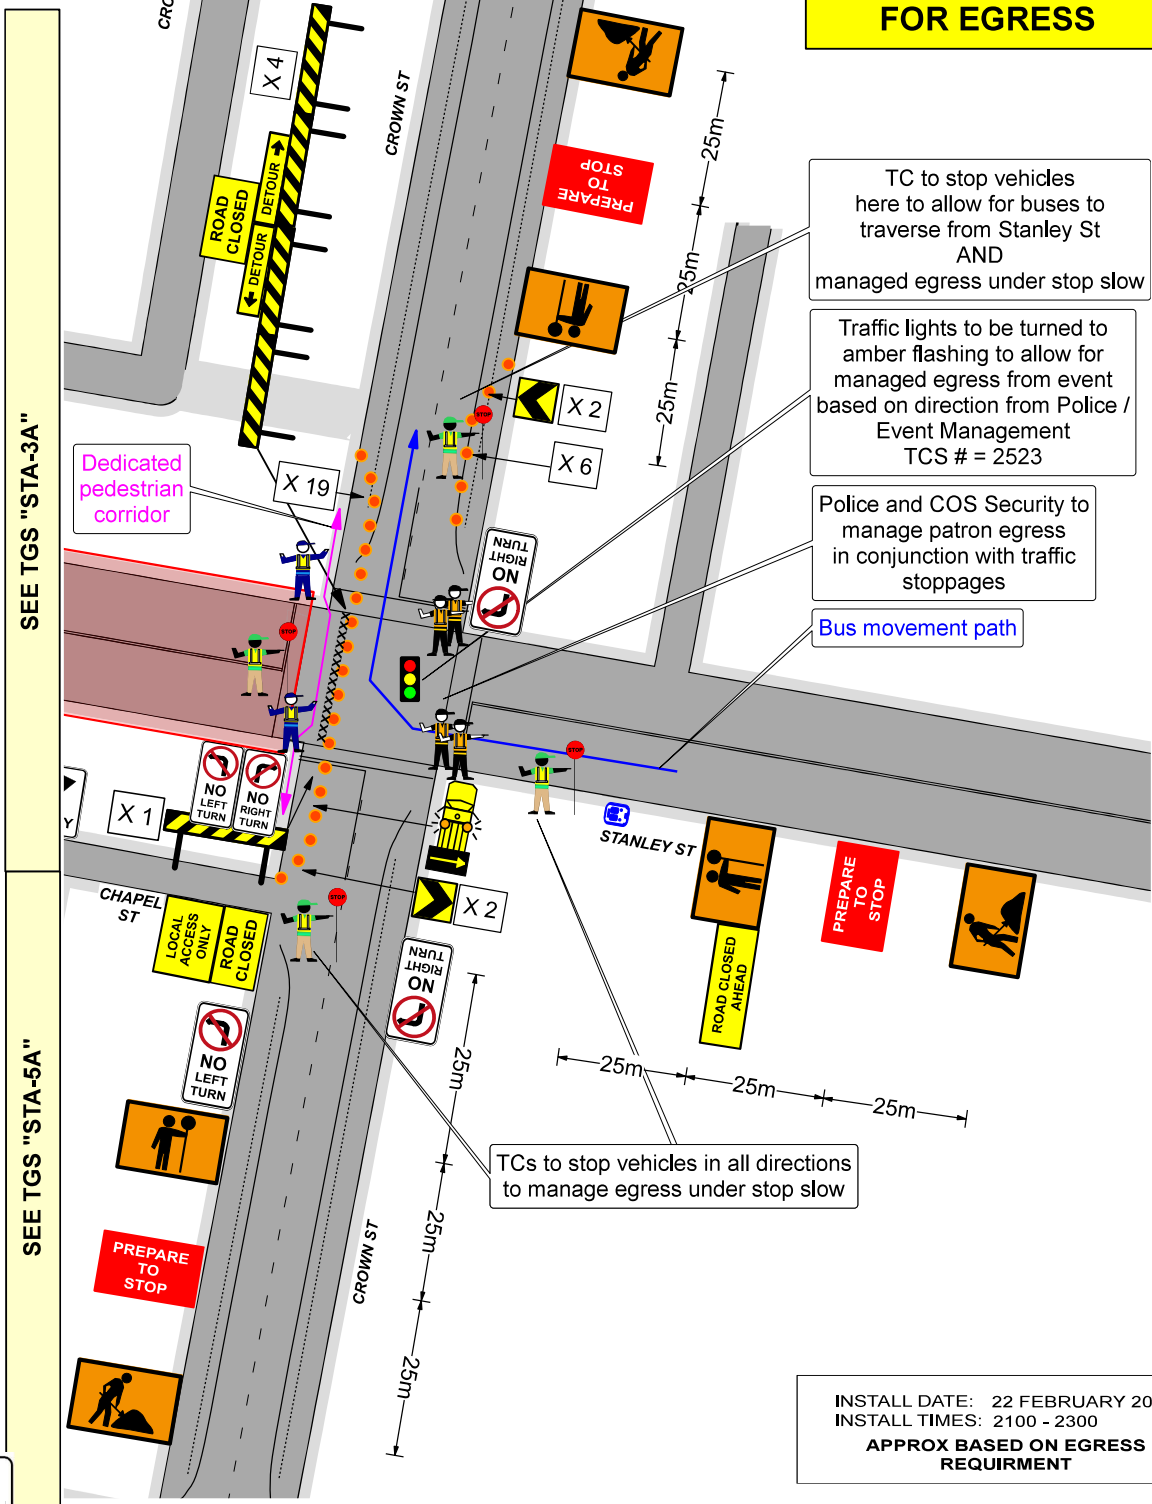 FOR EGRESS
SEE TGS "STA-3A"
SEE TGS "STA-5A"
CRO
CROWN ST
X 4
ROAD
CLOSED
DETOUR
DETOUR
PREPARE
TO
STOP
25m
25m
25m
TC to stop vehicles
here to allow for buses to
traverse from Stanley St
AND
managed egress under stop slow
Traffic lights to be turned to
amber flashing to allow for
managed egress from event
based on direction from Police /
Event Management
TCS # = 2523
Police and COS Security to
manage patron egress
in conjunction with traffic
stoppages
Bus movement path
Dedicated
pedestrian
corridor
X 19
X 2
X 6
STOP
NO
RIGHT
TURN
STOP
STOP
NO
LEFT
TURN
NO
RIGHT
TURN
X 1
Y
CHAPEL
ST
LOCAL
ACCESS
ONLY
ROAD
CLOSED
STOP
X 2
NO
RIGHT
TURN
STANLEY ST
ROAD CLOSED
AHEAD
PREPARE
TO
STOP
25m
25m
25m
NO
LEFT
TURN
25m
25m
25m
TCs to stop vehicles in all directions
to manage egress under stop slow
PREPARE
TO
STOP
CROWN ST
INSTALL DATE: 22 FEBRUARY 20
INSTALL TIMES: 2100 - 2300
APPROX BASED ON EGRESS
REQUIRMENT